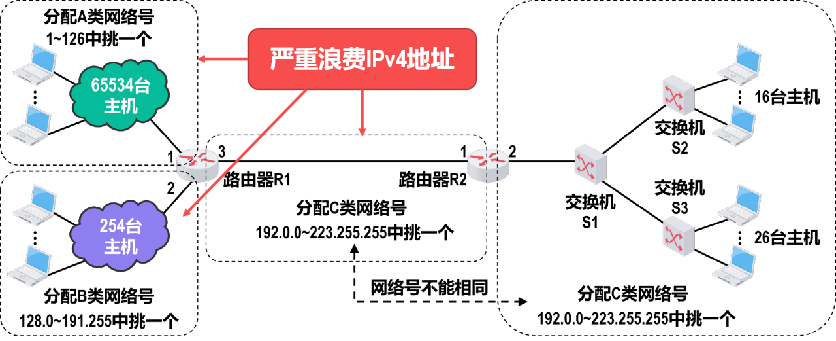 分配A类网络号
1~126中挑一个
65534台
主机
严重浪费IPv4地址
1
3
2
路由器R1
254台
主机
分配B类网络号
128.0~191.255中挑一个
分配C类网络号
192.0.0~223.255.255中挑一个
网络号不能相同
1
2
路由器R2
交换机
S1
交换机
S2
16台主机
交换机
S3
26台主机
分配C类网络号
192.0.0~223.255.255中挑一个